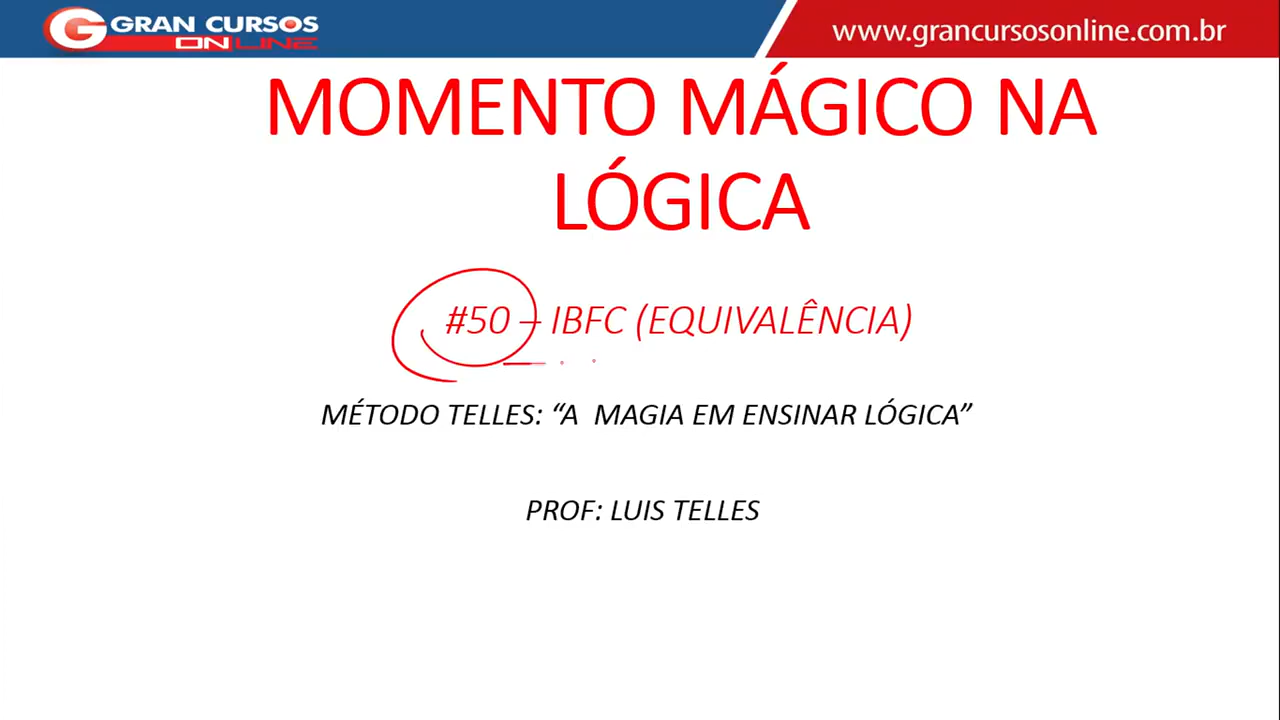 GRAN CURSOS
ONLINE
www.grancursosonline.com.br
MOMENTO MÁGICO NA
LÓGICA
#50 – IBFC (EQUIVALÊNCIA)
MÉTODO TELLES: “A MAGIA EM ENSINAR LÓGICA”
PROF: LUIS TELLES